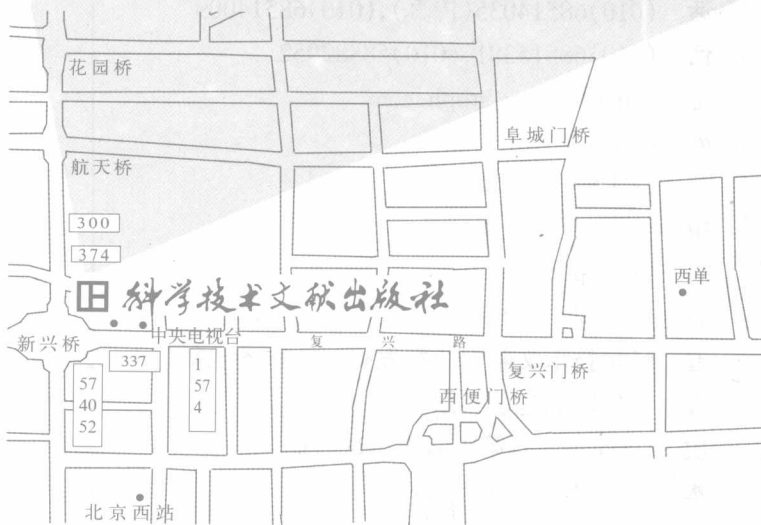 花园桥
阜城门桥
航天桥
300
374
西单
科学技术文献出版社
中央电视台
复兴路
新兴桥
337
1
57
4
57
40
52
复兴门桥
西便门桥
北京西站